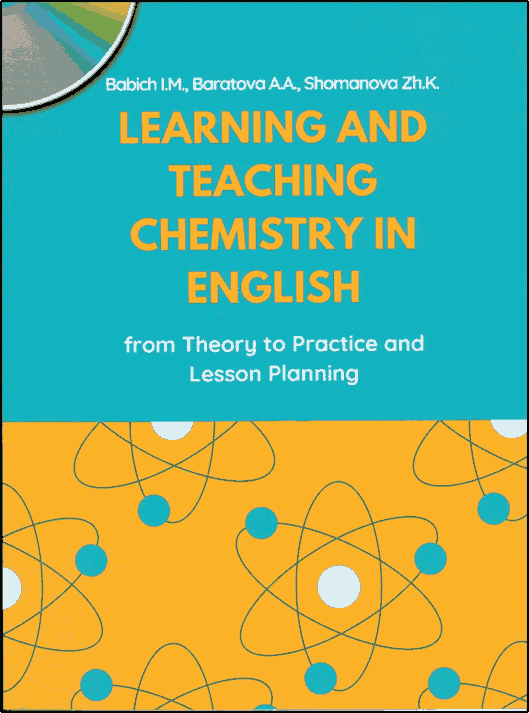 Babich I.M., Baratova A.A., Shomanova Zh.K.
LEARNING AND
TEACHING
CHEMISTRY IN
ENGLISH
from Theory to Practice and
Lesson Planning